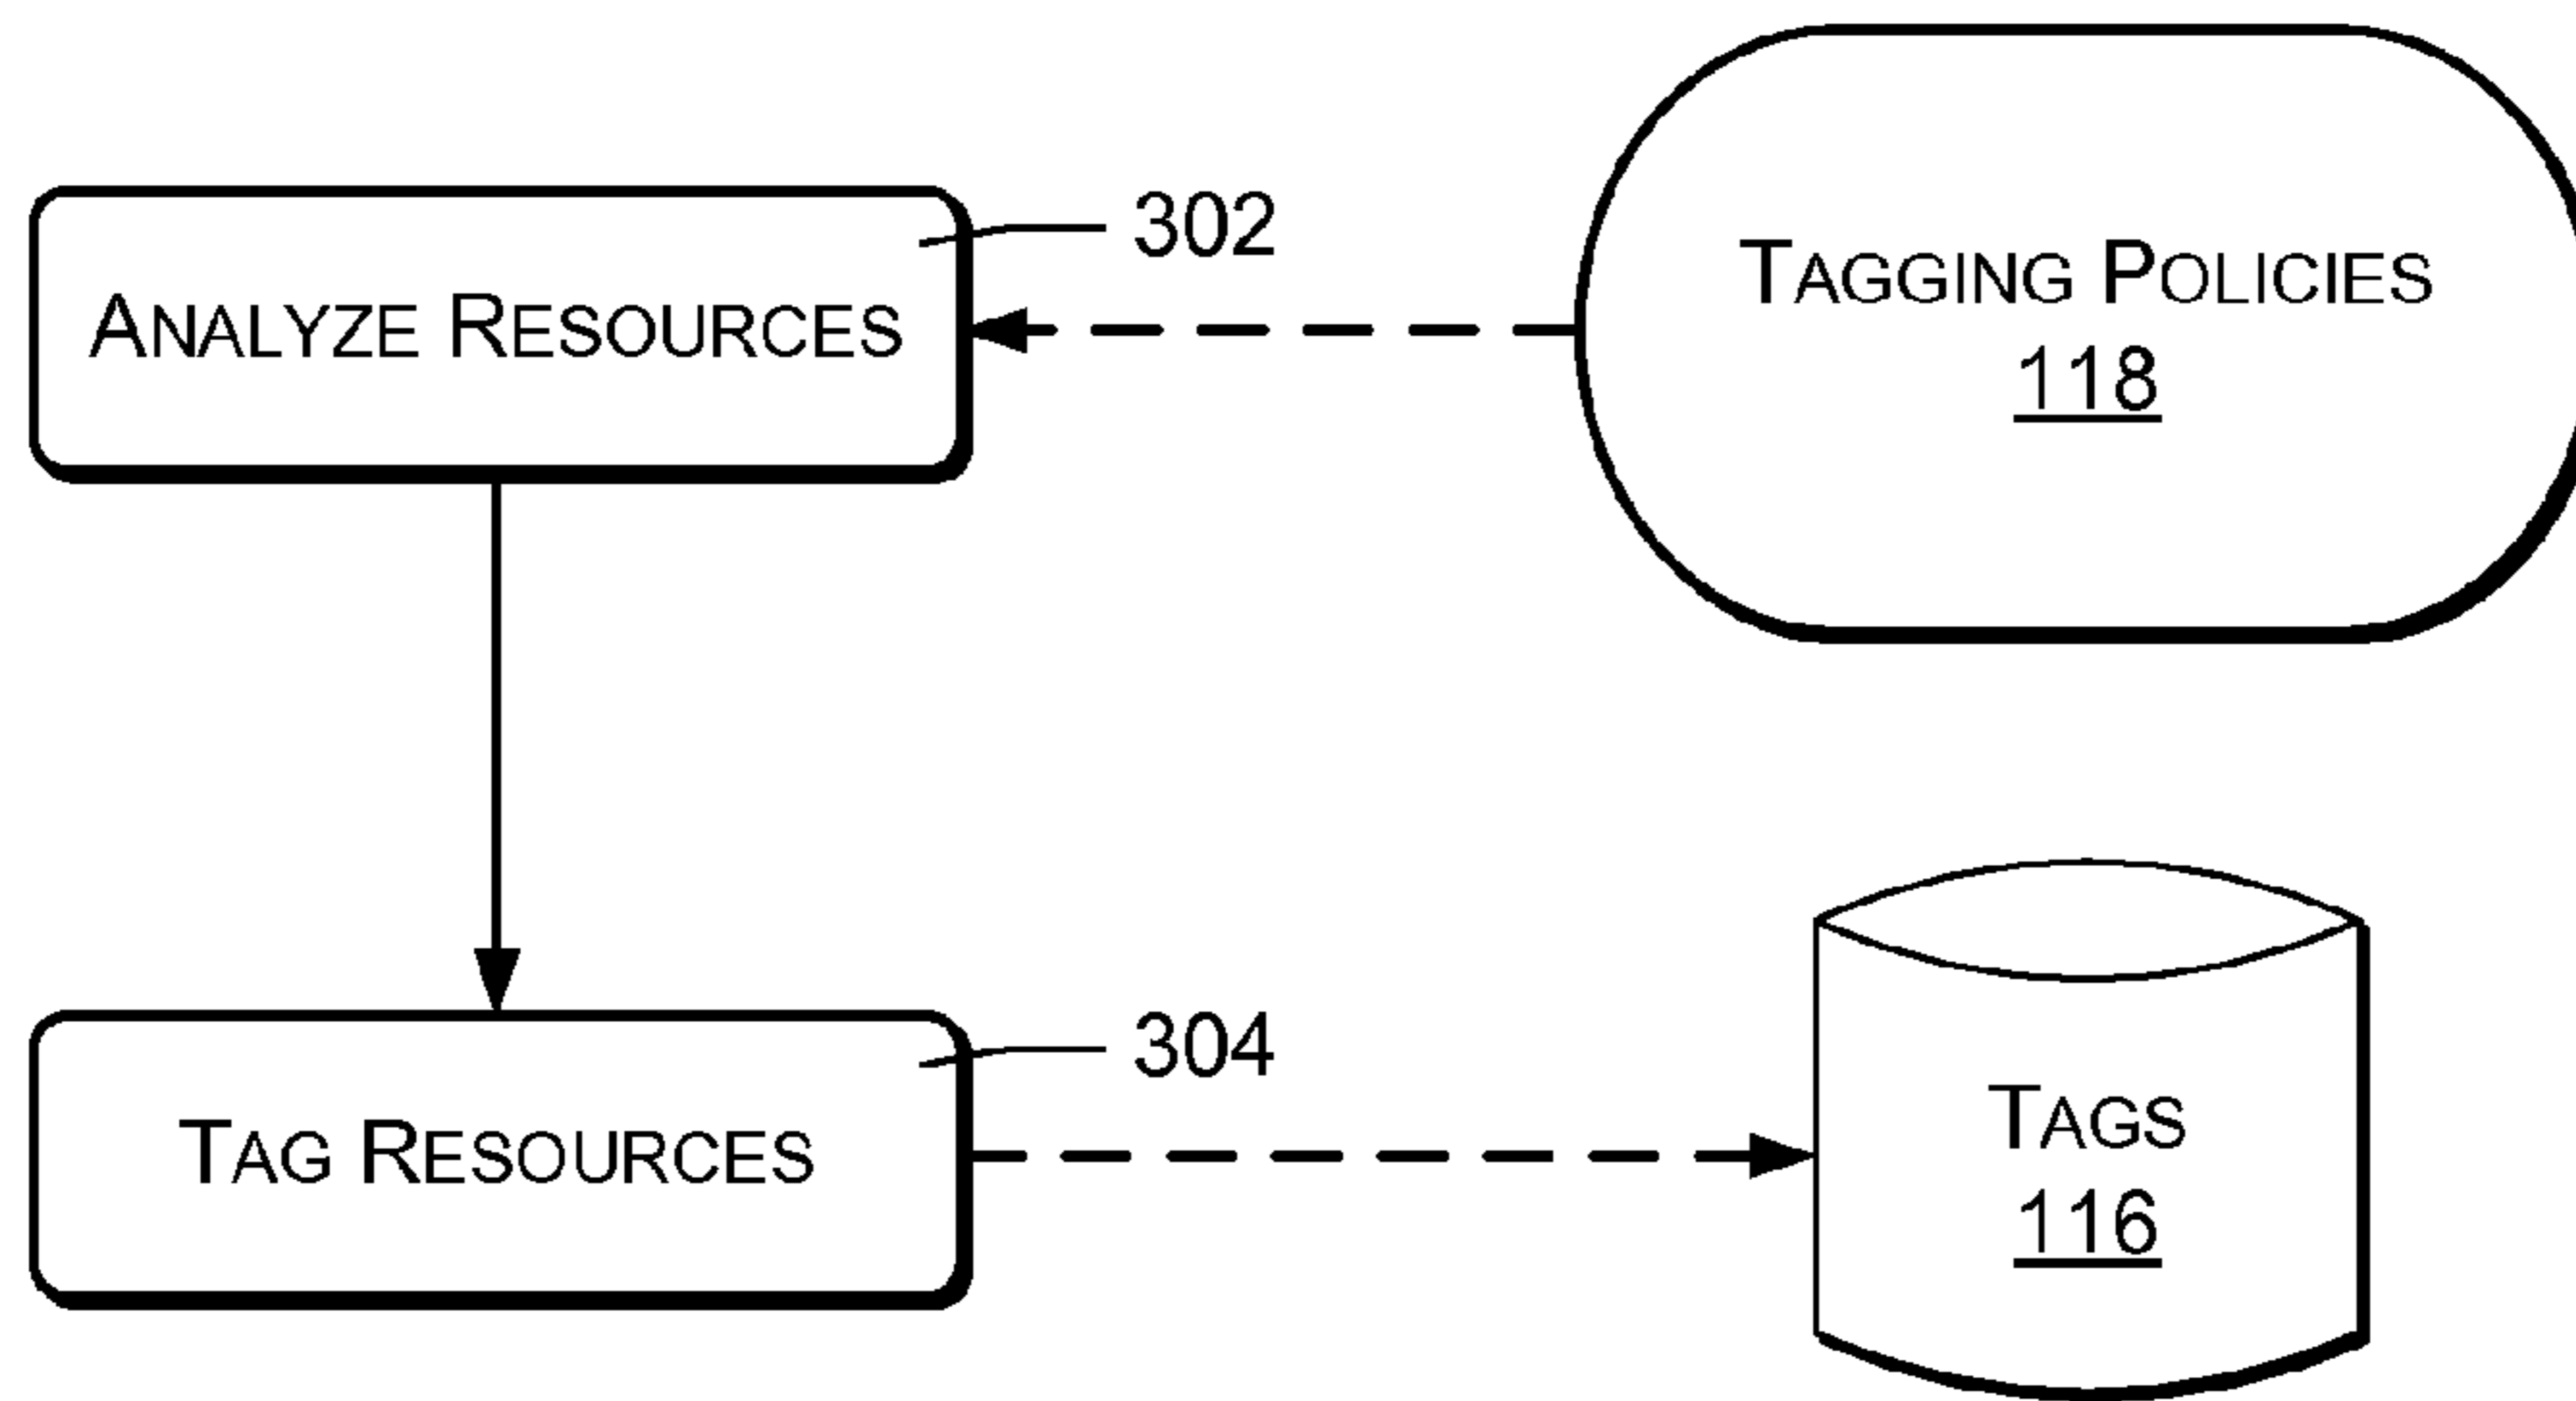 302
TAGGING POLICIES
ANALYZE RESOURCES
118
304
TAGS
TAG RESOURCES
116